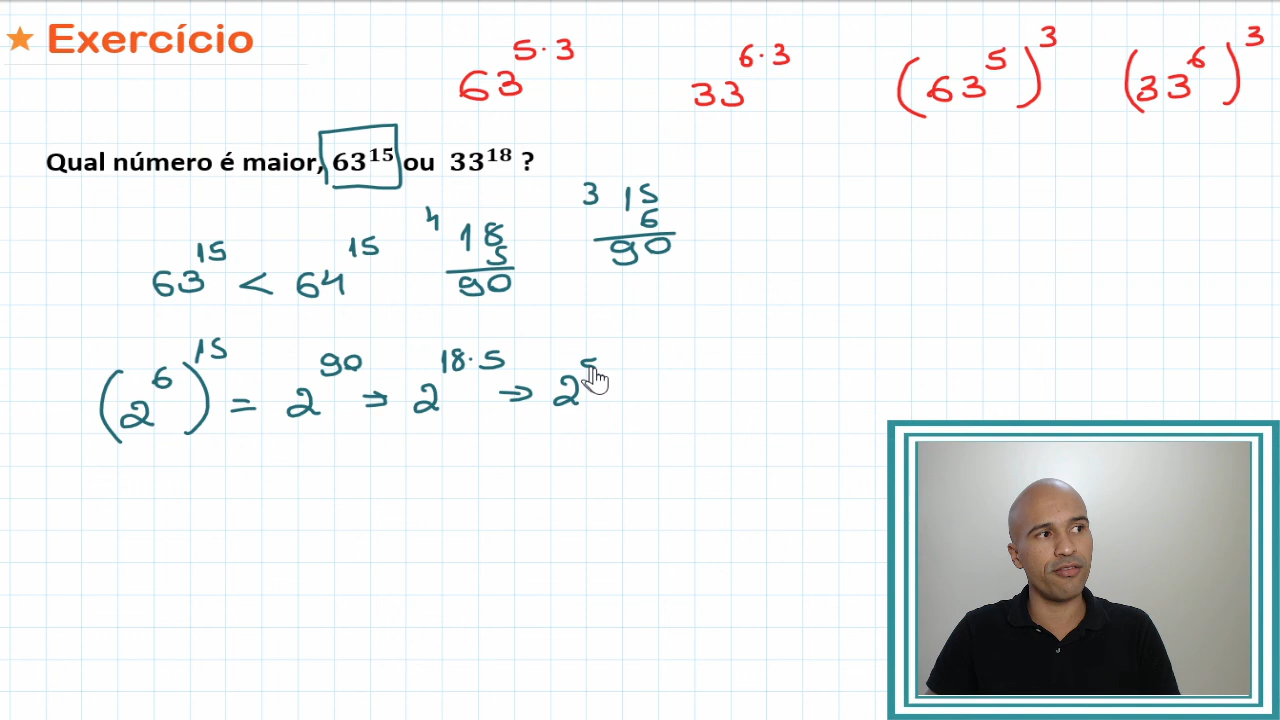 Exercício
63^{5·3} 33^{6·3} (63^5)^3 (33^6)^3
Qual número é maior, 63^{15} ou 33^{18} ?
63^{15} < 64^{15}
4
18
5
90
3 15
6
90
(2^6)^{15} = 2^{90} → 2^{18·5} → 2^5